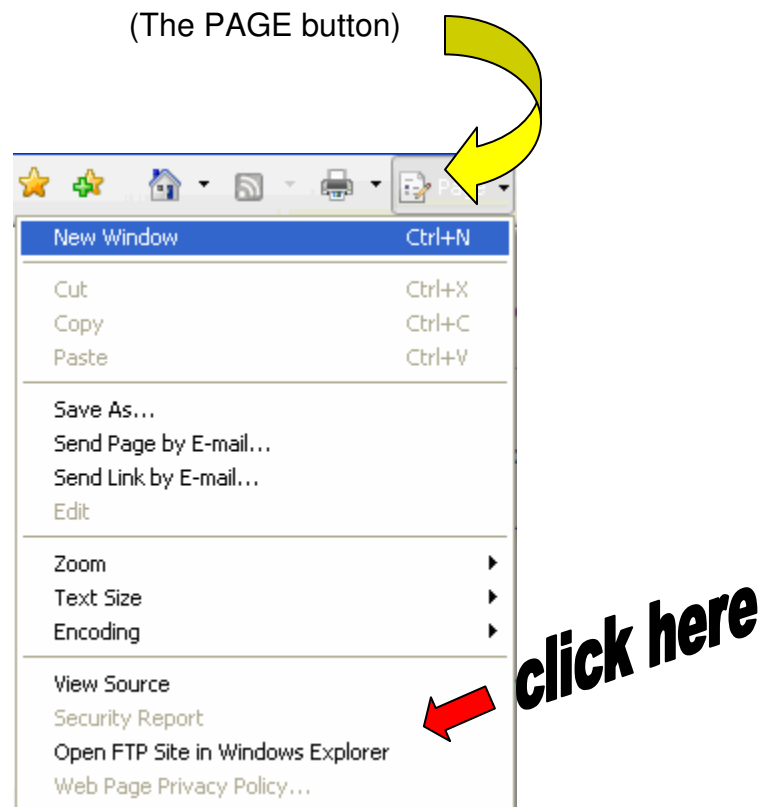 (The PAGE button)
Page
New Window Ctrl+N
Cut Ctrl+X
Copy Ctrl+C
Paste Ctrl+V
Save As...
Send Page by E-mail...
Send Link by E-mail...
Edit
Zoom
Text Size
Encoding
click here
View Source
Security Report
Open FTP Site in Windows Explorer
Web Page Privacy Policy...